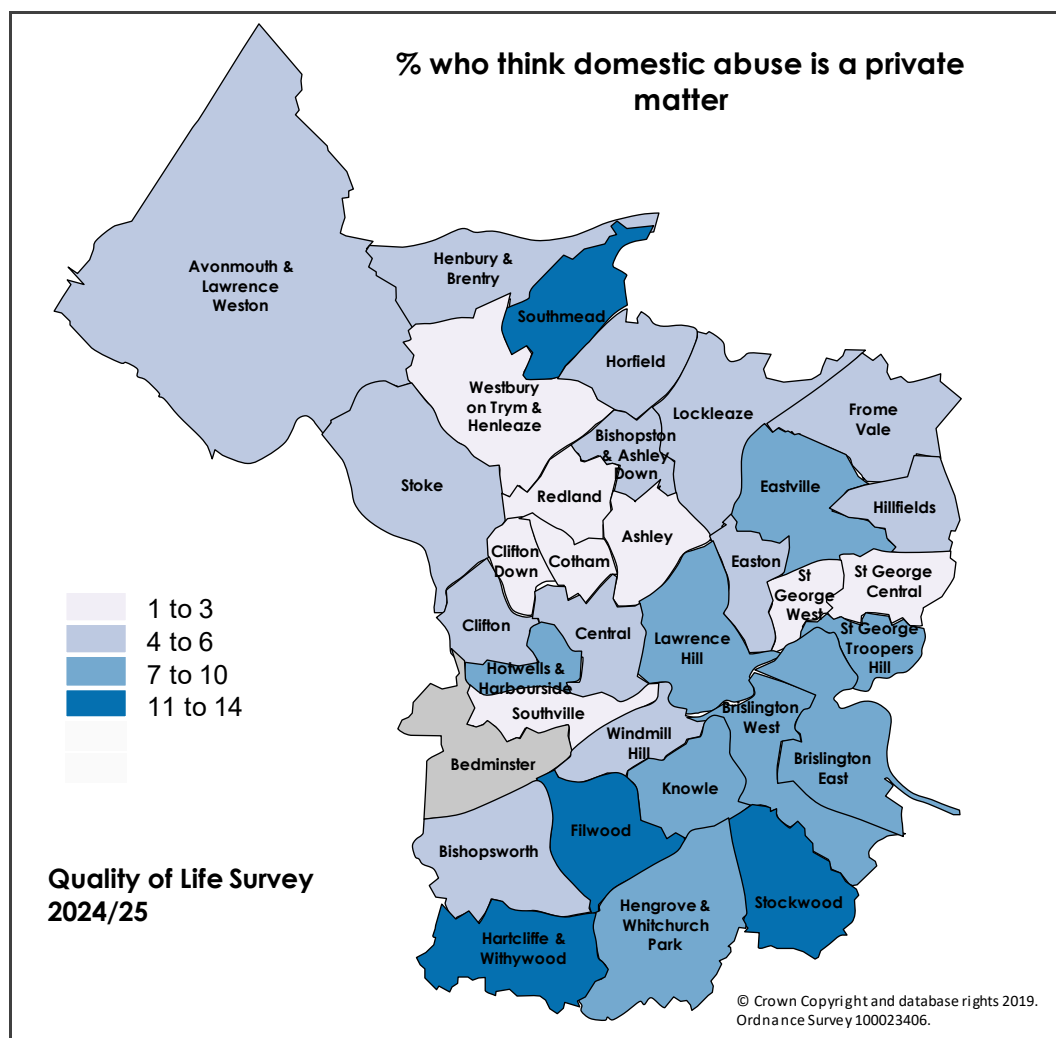 % who think domestic abuse is a private
matter
Avonmouth &
Lawrence
Weston
Henbury &
Brentry
Southmead
Horfield
Westbury
on Trym &
Henleaze
Lockleaze
Frome
Vale
Bishopston
& Ashley
Down
Stoke
Redland
Eastville
Hillfields
Ashley
Clifton
Down
Cotham
Easton
St
George
West
St George
Central
Clifton
Central
Lawrence
Hill
St George
Troopers
Hill
Hotwells &
Harbourside
Southville
Windmill
Hill
Brislington
West
Brislington
East
Bedminster
Knowle
Filwood
Bishopsworth
Stockwood
Hengrove &
Whitchurch
Park
Hartcliffe &
Withywood
1 to 3
4 to 6
7 to 10
11 to 14
Quality of Life Survey
2024/25
© Crown Copyright and database rights 2019.
Ordnance Survey 100023406.